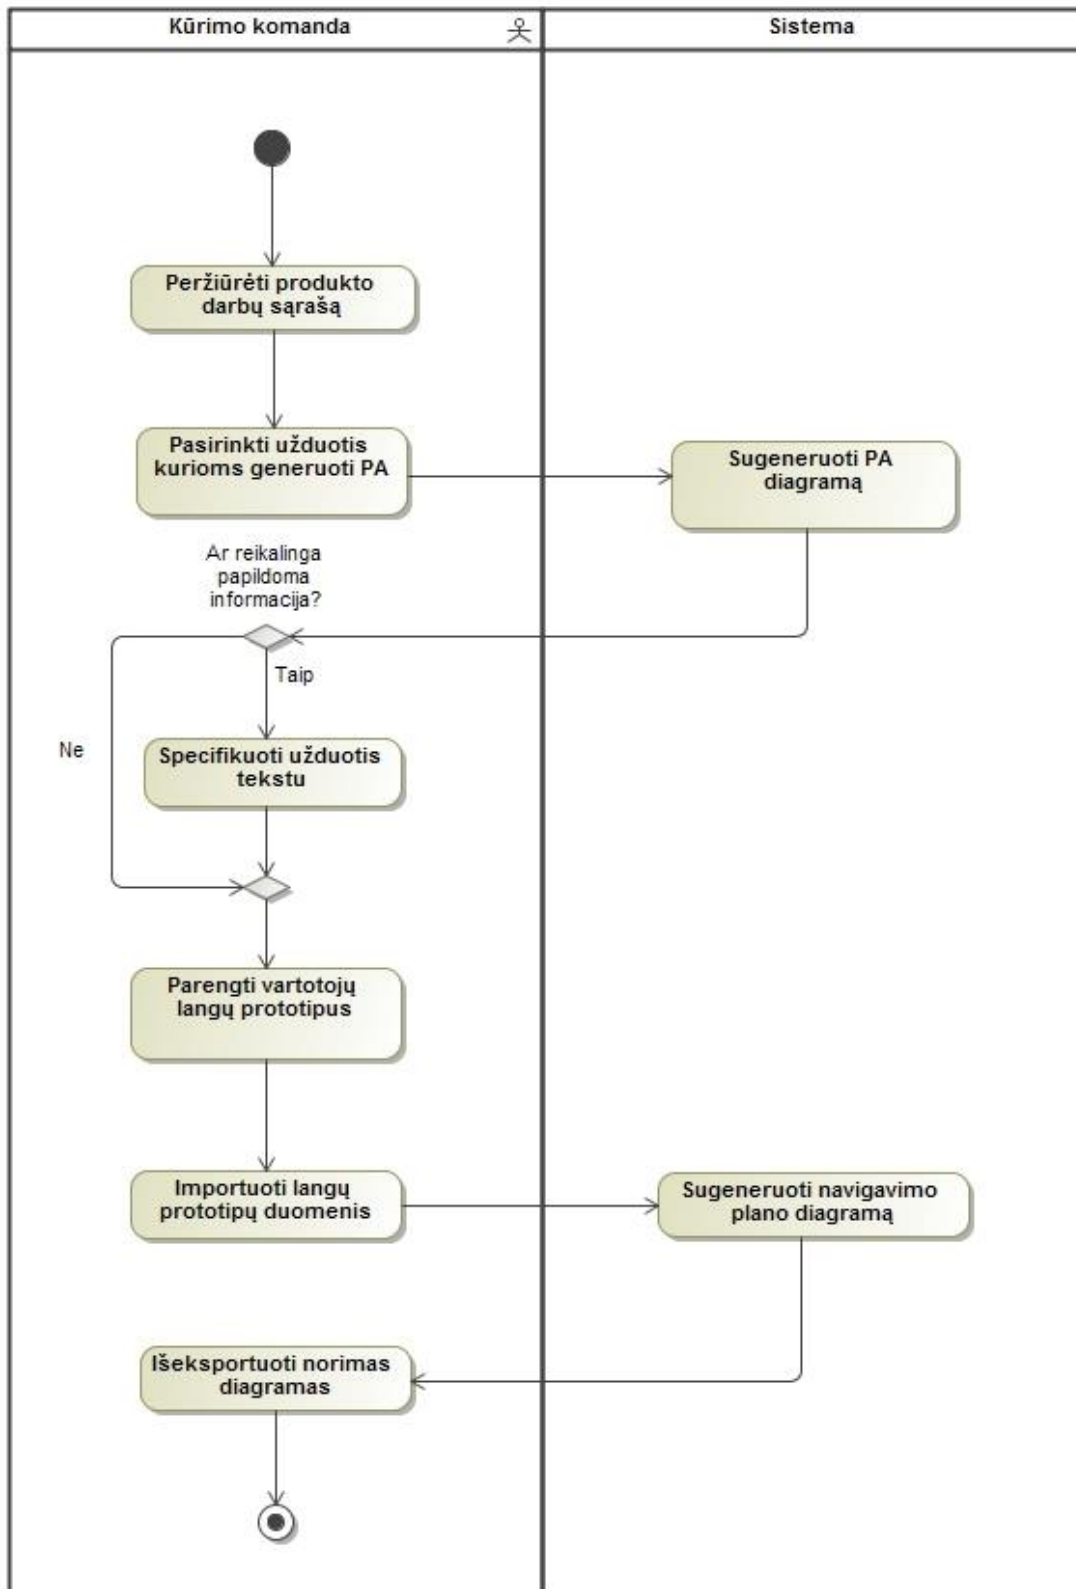 Kūrimo komanda
Sistema
Peržiūrėti produkto
darbų sąrašą
Pasirinkti užduotis
kurioms generuoti PA
Sugeneruoti PA
diagramą
Ar reikalinga
papildoma
informacija?
Taip
Ne
Specifikuoti užduotis
tekstu
Parengti vartotojų
langų prototipus
Importuoti langų
prototipų duomenis
Sugeneruoti navigavimo
plano diagramą
Išeksportuoti norimas
diagramas